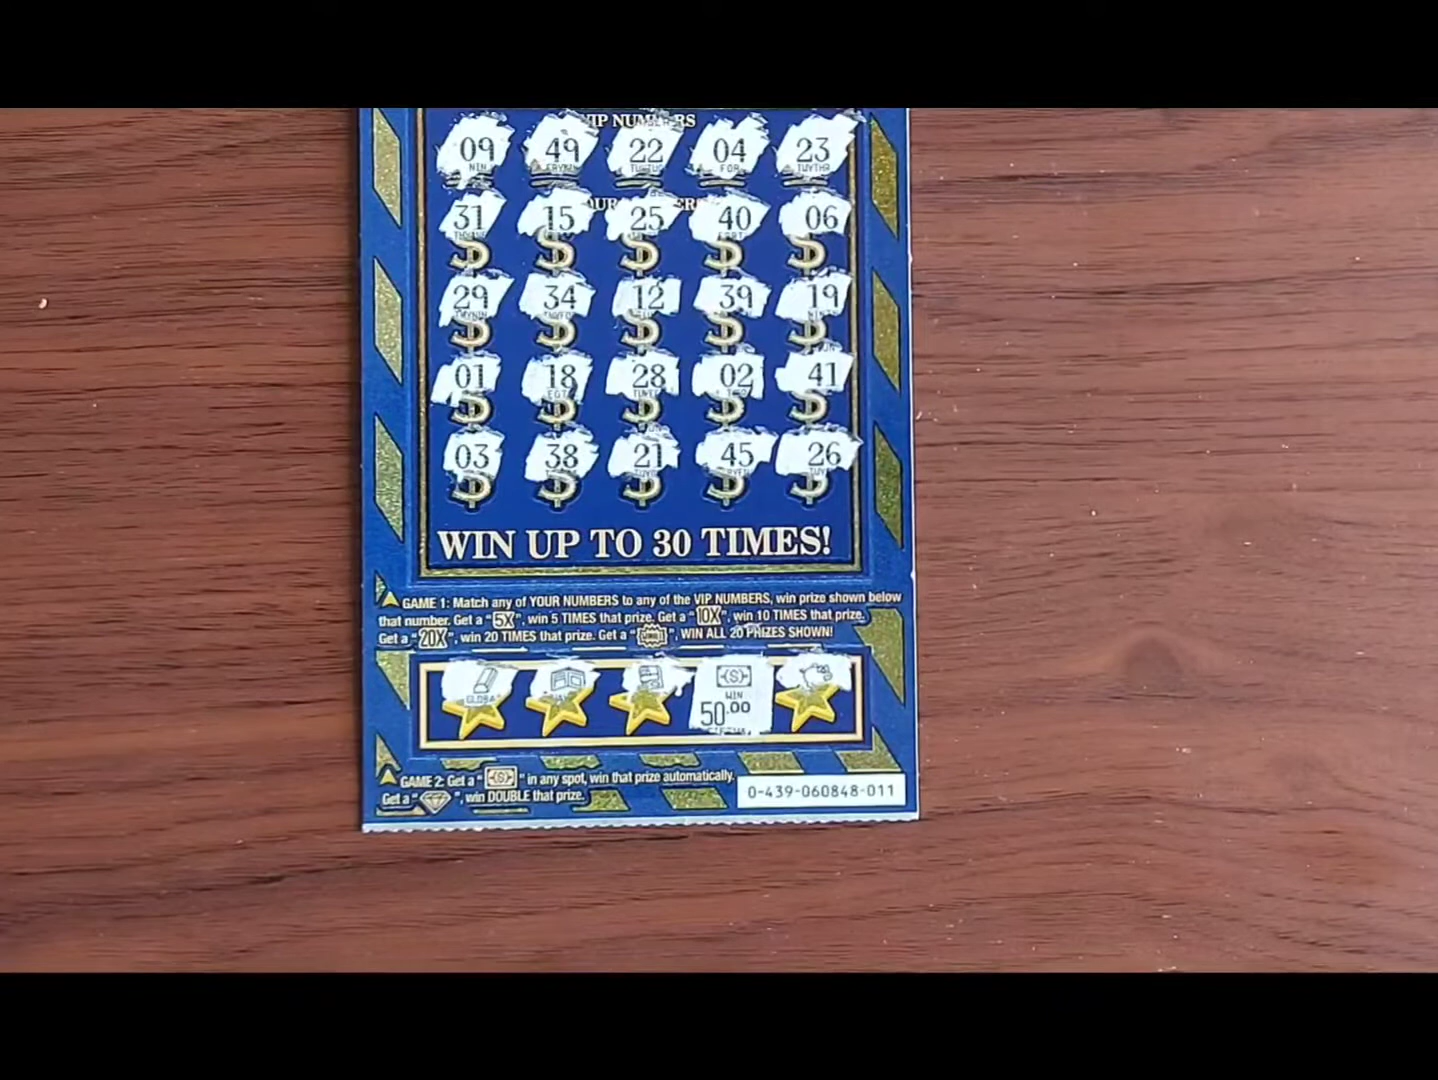 VIP NUMBERS
09 49 22 04 23
NIN FOR TWYTHR
31 15 25 40 06
$ $ $ $ $
29 34 12 39 19
$ $ $ $ $
01 18 28 02 41
EGT TWO
$ $ $ $ $
03 38 21 45 26
$ $ $ $ $
WIN UP TO 30 TIMES!
GAME 1: Match any of YOUR NUMBERS to any of the VIP NUMBERS, win prize shown below
that number. Get a "5X", win 5 TIMES that prize. Get a "10X", win 10 TIMES that prize.
Get a "20X", win 20 TIMES that prize. Get a " ", WIN ALL 20 PRIZES SHOWN!
WIN
50.00
GAME 2: Get a " " in any spot, win that prize automatically.
Get a " ", win DOUBLE that prize.
0-439-060848-011